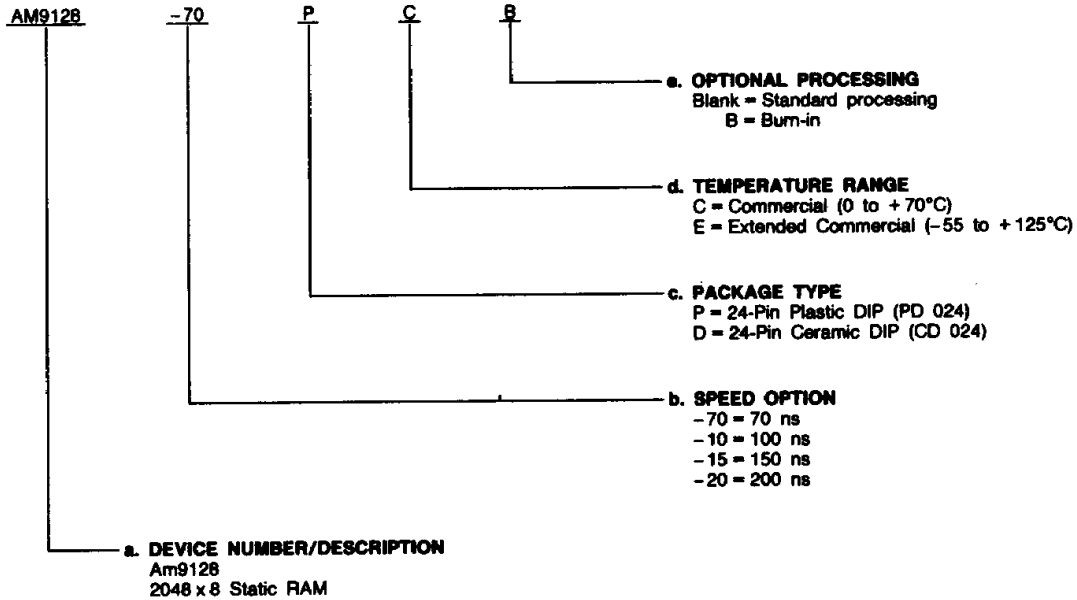 AM9128 -70 P C B
e. OPTIONAL PROCESSING
Blank = Standard processing
B = Burn-in
d. TEMPERATURE RANGE
C = Commercial (0 to +70°C)
E = Extended Commercial (-55 to +125°C)
c. PACKAGE TYPE
P = 24-Pin Plastic DIP (PD 024)
D = 24-Pin Ceramic DIP (CD 024)
b. SPEED OPTION
-70 = 70 ns
-10 = 100 ns
-15 = 150 ns
-20 = 200 ns
a. DEVICE NUMBER/DESCRIPTION
Am9128
2048 x 8 Static RAM